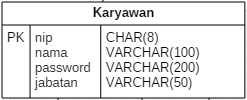 Karyawan
PK nip CHAR(8)
nama VARCHAR(100)
password VARCHAR(200)
jabatan VARCHAR(50)